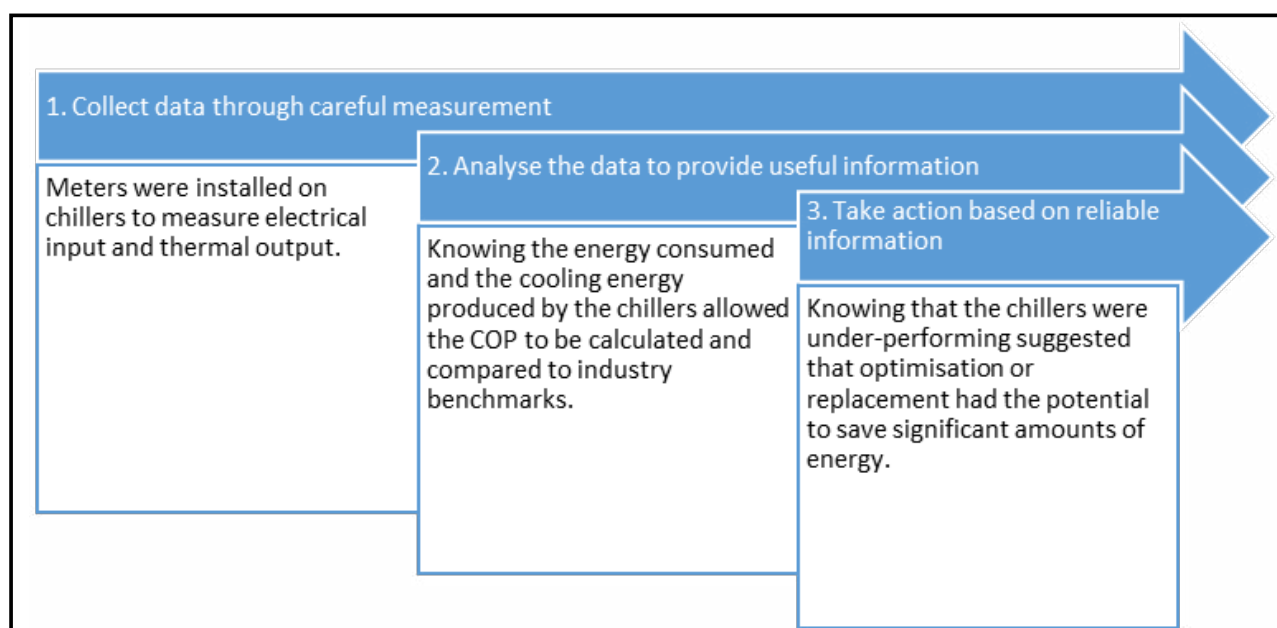 1. Collect data through careful measurement
Meters were installed on
chillers to measure electrical
input and thermal output.
2. Analyse the data to provide useful information
Knowing the energy consumed
and the cooling energy
produced by the chillers allowed
the COP to be calculated and
compared to industry
benchmarks.
3. Take action based on reliable
information
Knowing that the chillers were
under-performing suggested
that optimisation or
replacement had the potential
to save significant amounts of
energy.